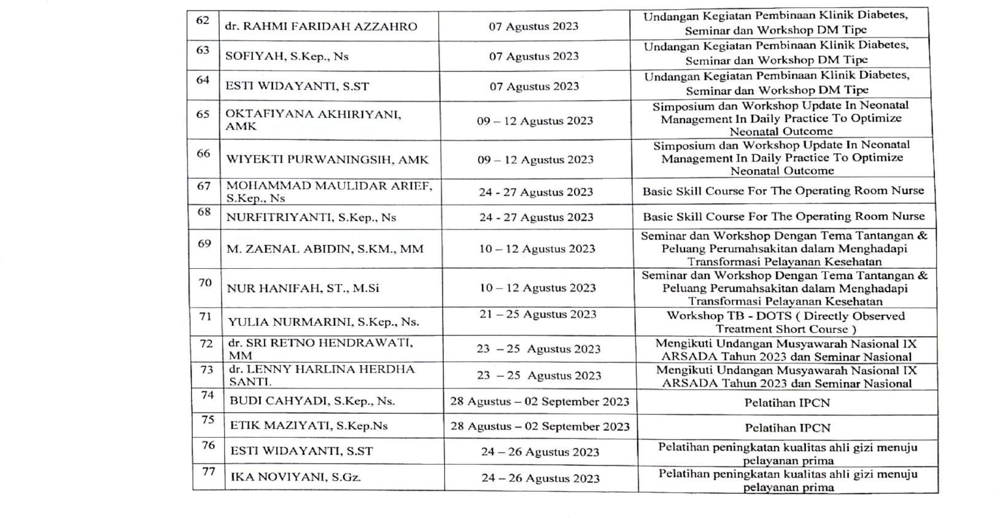 62
dr. RAHMI FARIDAH AZZAHRO
07 Agustus 2023
Undangan Kegiatan Pembinaan Klinik Diabetes,
Seminar dan Workshop DM Tipe
63
SOFIYAH, S.Kep., Ns
07 Agustus 2023
Undangan Kegiatan Pembinaan Klinik Diabetes,
Seminar dan Workshop DM Tipe
64
ESTI WIDAYANTI, S.ST
07 Agustus 2023
Undangan Kegiatan Pembinaan Klinik Diabetes,
Seminar dan Workshop DM Tipe
65
OKTAFIYANA AKHIRIYANI,
AMK
09 – 12 Agustus 2023
Simposium dan Workshop Update In Neonatal
Management In Daily Practice To Optimize
Neonatal Outcome
66
WIYEKTI PURWANINGSIH, AMK
09 – 12 Agustus 2023
Simposium dan Workshop Update In Neonatal
Management In Daily Practice To Optimize
Neonatal Outcome
67
MOHAMMAD MAULIDAR ARIEF,
S.Kep., Ns
24 - 27 Agustus 2023
Basic Skill Course For The Operating Room Nurse
68
NURFITRIYANTI, S.Kep., Ns
24 - 27 Agustus 2023
Basic Skill Course For The Operating Room Nurse
69
M. ZAENAL ABIDIN, S.KM., MM
10 – 12 Agustus 2023
Seminar dan Workshop Dengan Tema Tantangan &
Peluang Perumahsakitan dalam Menghadapi
Transformasi Pelayanan Kesehatan
70
NUR HANIFAH, ST., M.Si
10 – 12 Agustus 2023
Seminar dan Workshop Dengan Tema Tantangan &
Peluang Perumahsakitan dalam Menghadapi
Transformasi Pelayanan Kesehatan
71
YULIA NURMARINI, S.Kep., Ns.
21 – 25 Agustus 2023
Workshop TB - DOTS ( Directly Observed
Treatment Short Course )
72
dr. SRI RETNO HENDRAWATI,
MM
23 – 25 Agustus 2023
Mengikuti Undangan Musyawarah Nasional IX
ARSADA Tahun 2023 dan Seminar Nasional
73
dr. LENNY HARLINA HERDHA
SANTI.
23 – 25 Agustus 2023
Mengikuti Undangan Musyawarah Nasional IX
ARSADA Tahun 2023 dan Seminar Nasional
74
BUDI CAHYADI, S.Kep., Ns.
28 Agustus – 02 September 2023
Pelatihan IPCN
75
ETIK MAZIYATI, S.Kep.Ns
28 Agustus – 02 September 2023
Pelatihan IPCN
76
ESTI WIDAYANTI, S.ST
24 – 26 Agustus 2023
Pelatihan peningkatan kualitas ahli gizi menuju
pelayanan prima
77
IKA NOVIYANI, S.Gz.
24 – 26 Agustus 2023
Pelatihan peningkatan kualitas ahli gizi menuju
pelayanan prima